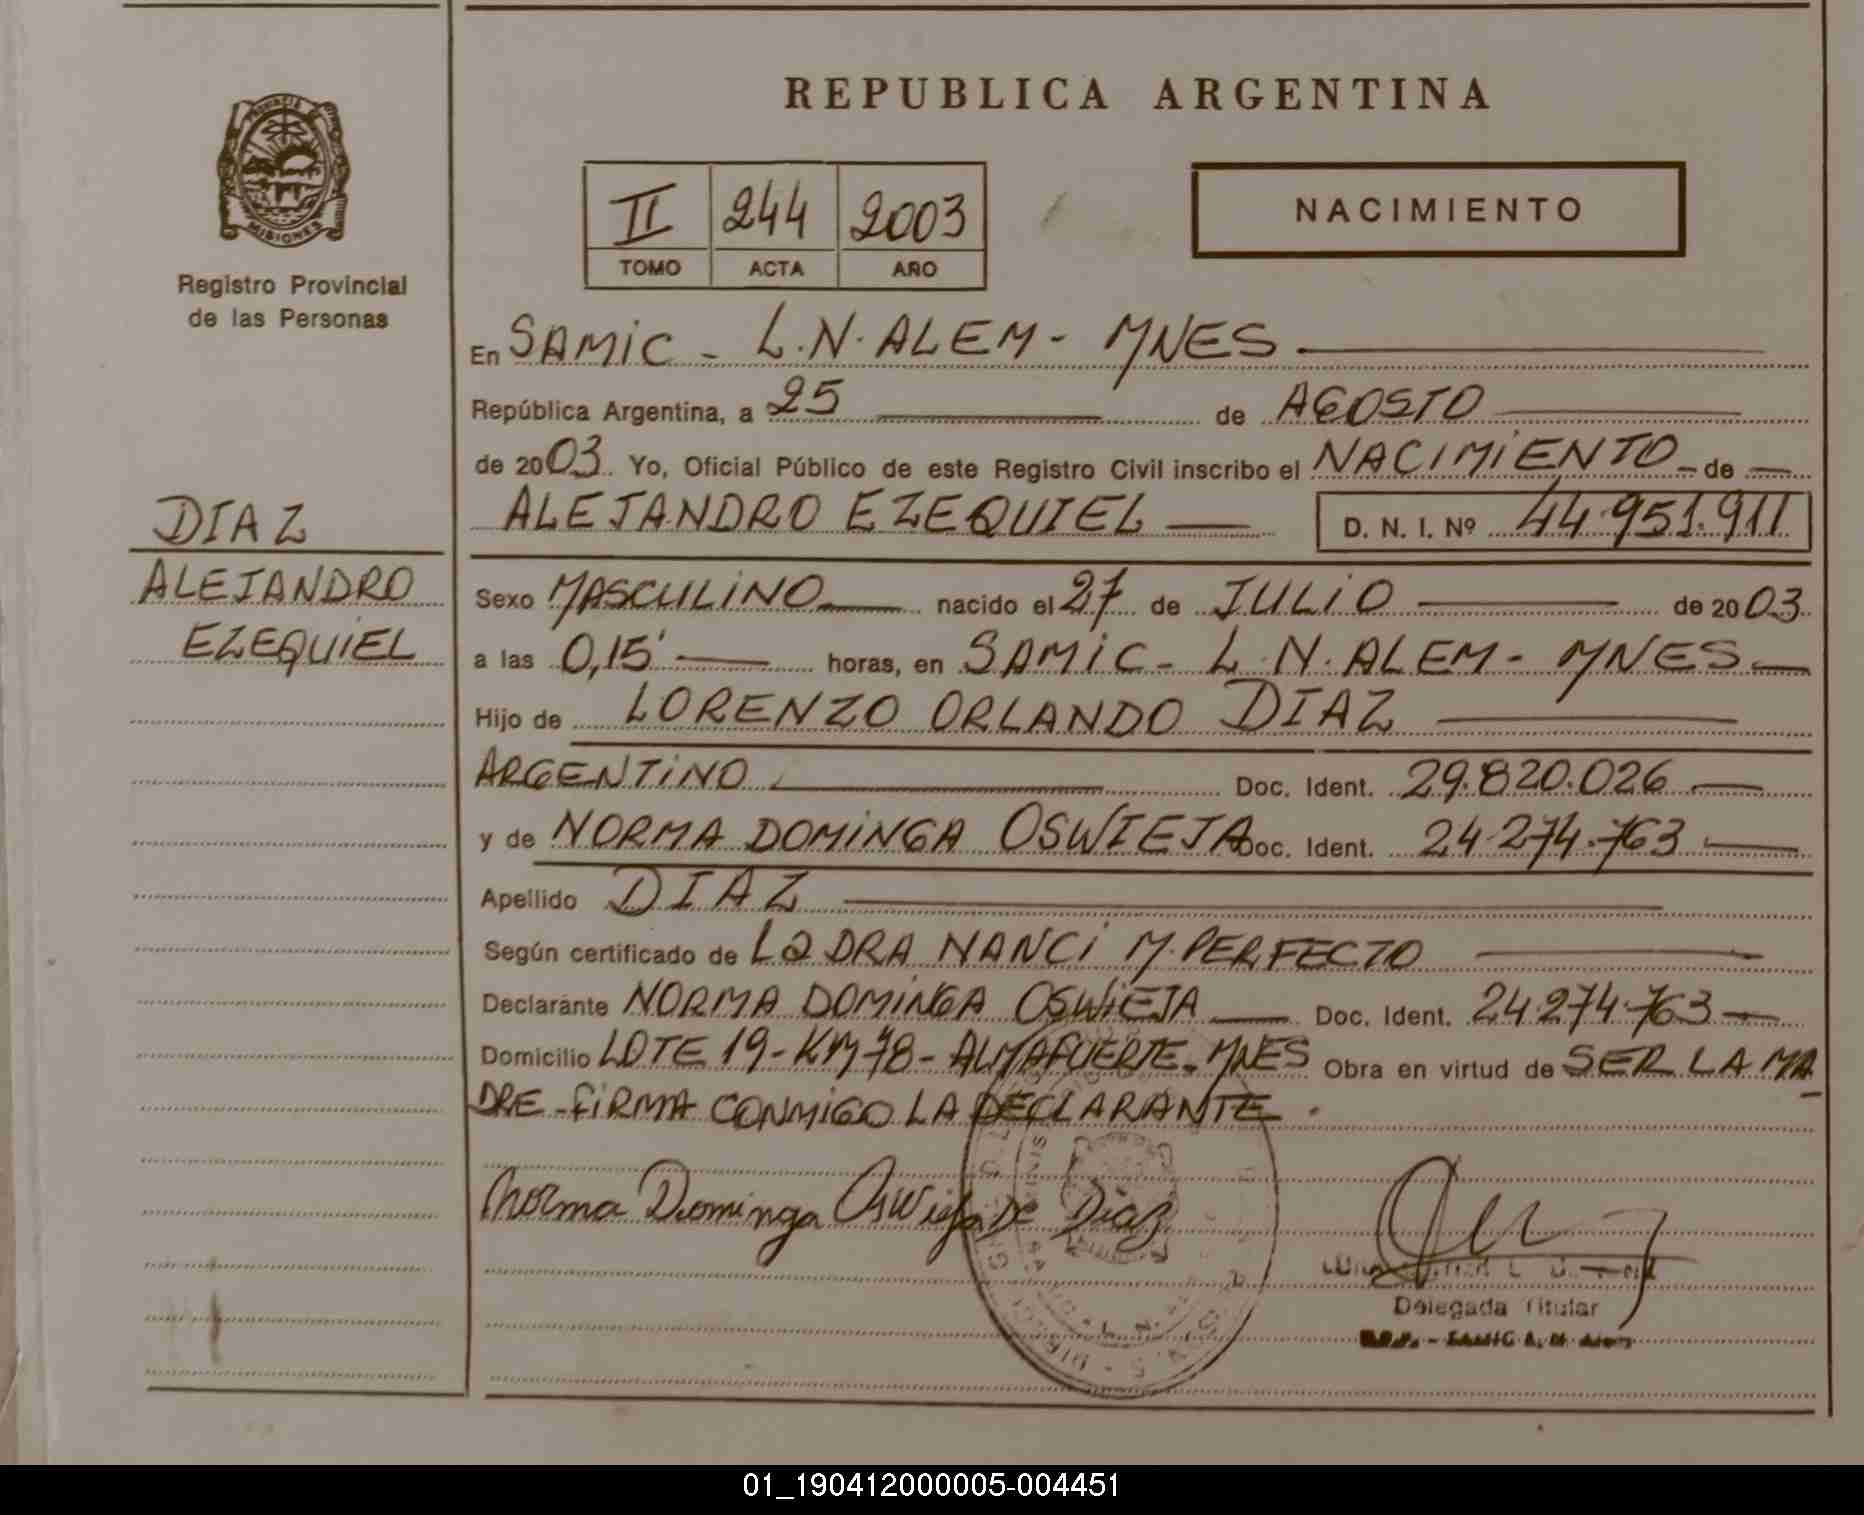 REPUBLICA ARGENTINA
PROVINCIA
MISIONES
Registro Provincial
de las Personas
II 244 2003
TOMO ACTA AÑO
NACIMIENTO
En SAMIC - L.N. ALEM - MNES
República Argentina, a 25 de AGOSTO
de 2003. Yo, Oficial Público de este Registro Civil inscribo el NACIMIENTO de
ALEJANDRO EZEQUIEL D. N. I. Nº 44.951.911
DIAZ
ALEJANDRO
EZEQUIEL
Sexo MASCULINO nacido el 27 de JULIO de 2003
a las 0,15' horas, en SAMIC - L.N. ALEM - MNES
Hijo de LORENZO ORLANDO DIAZ
ARGENTINO Doc. Ident. 29.820.026
y de NORMA DOMINGA OSWIEJA Doc. Ident. 24.274.763
Apellido DIAZ
Según certificado de La DRA NANCI M. PERFECTO
Declarante NORMA DOMINGA OSWIEJA Doc. Ident. 24.274.763
Domicilio LOTE 19 - KM 78 - ALMAFUERTE - MNES Obra en virtud de SER LA MA
DRE - FIRMA CONMIGO LA DECLARANTE.
Norma Dominga Oswieja De Diaz
Delegada Titular
R.P.P. - SAMIC L. N. Alem
01_190412000005-004451